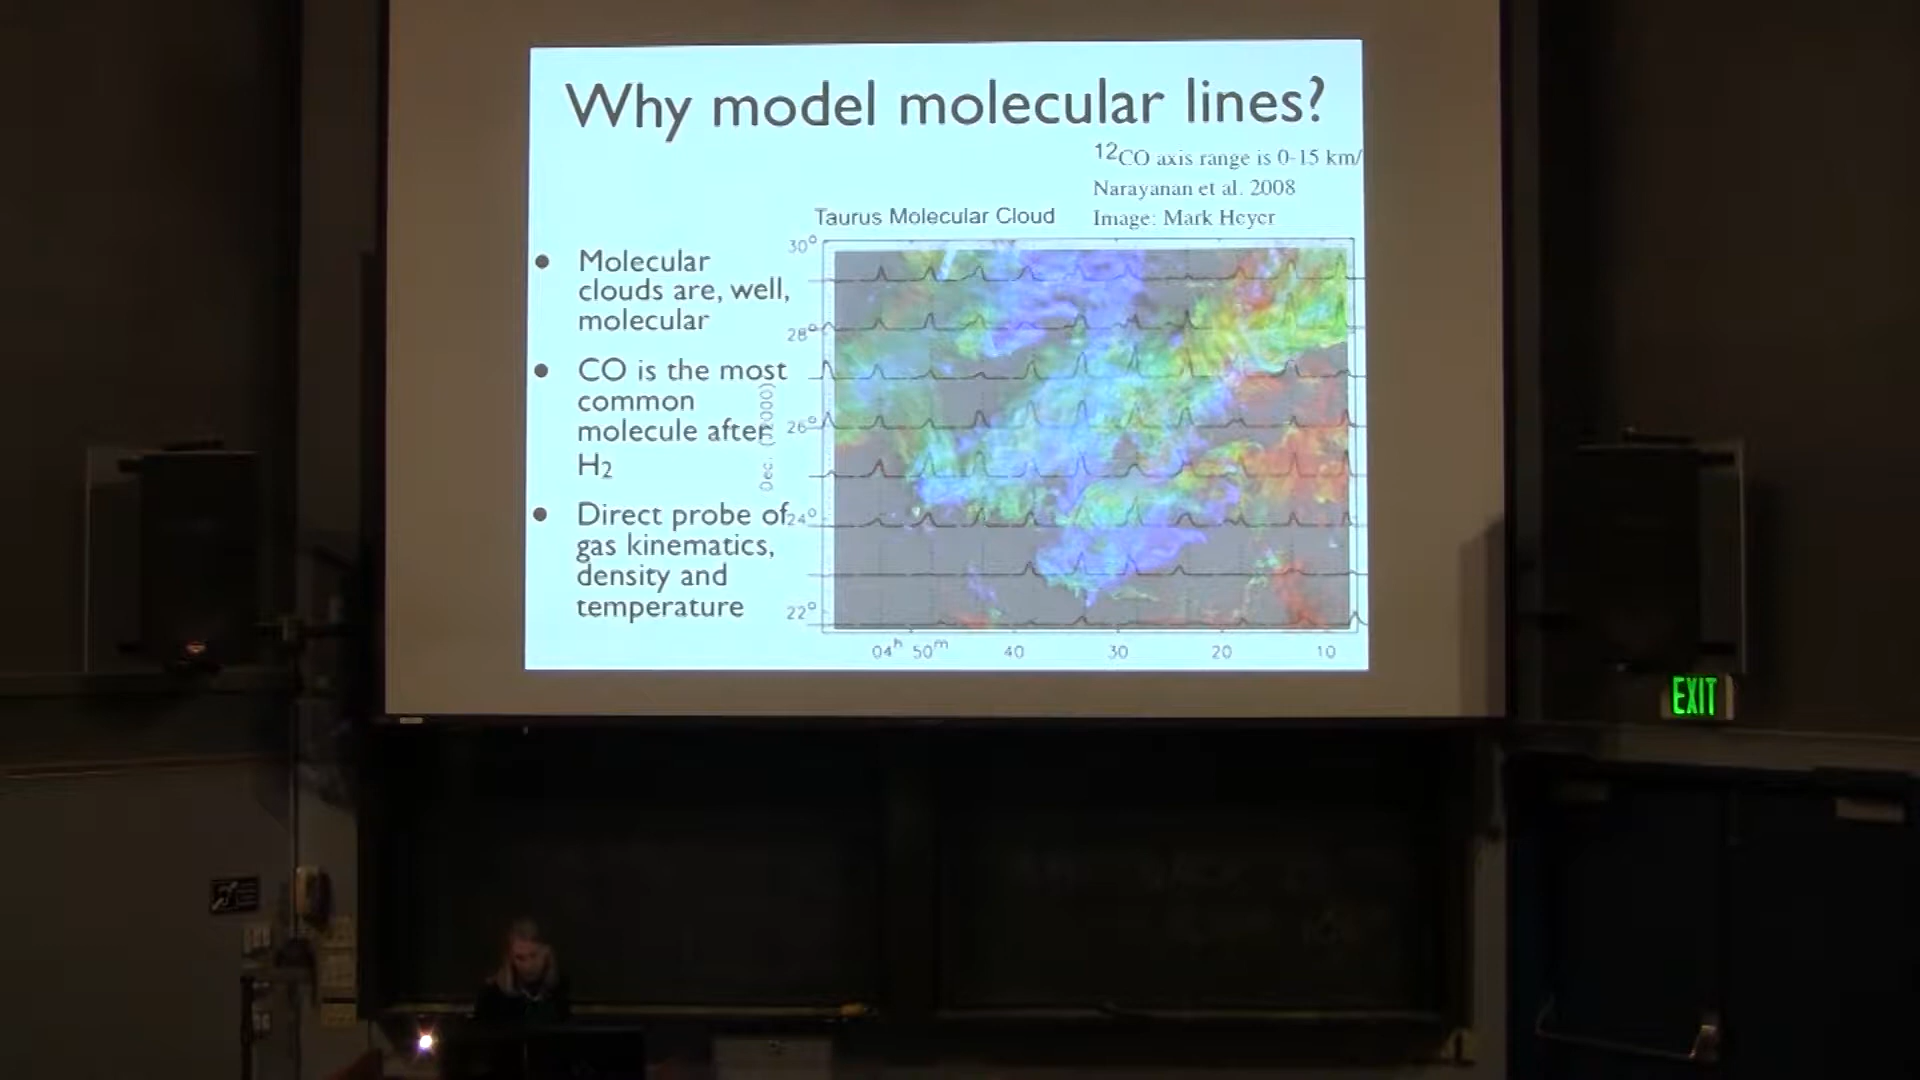 Why model molecular lines?
12CO axis range is 0-15 km/
Narayanan et al. 2008
Image: Mark Heyer
Taurus Molecular Cloud
Molecular
clouds are, well,
molecular
CO is the most
common
molecule after
H2
Direct probe of
gas kinematics,
density and
temperature
30°
28°
26°
24°
22°
Dec.
04h 50m 40 30 20 10
EXIT